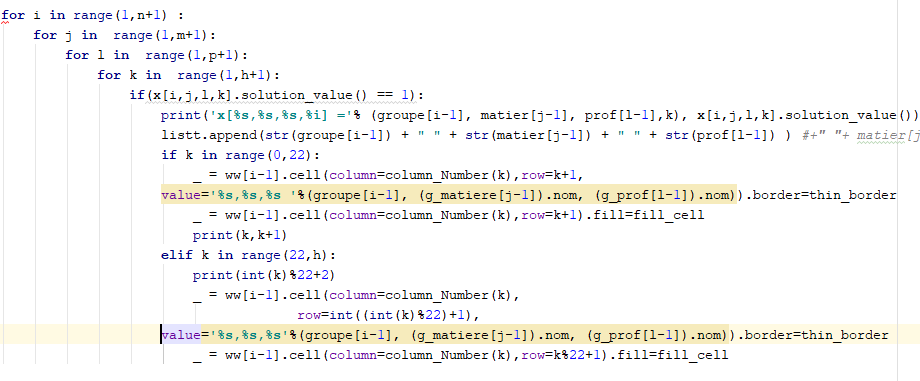 for i in range(1,n+1) :
    for j in  range(1,m+1):
        for l in  range(1,p+1):
            for k in  range(1,h+1):
                if(x[i,j,l,k].solution_value() == 1):
                    print('x[%s,%s,%s,%i] ='% (groupe[i-1], matier[j-1], prof[l-1],k), x[i,j,l,k].solution_value())
                    listt.append(str(groupe[i-1]) + " " + str(matier[j-1]) + " " + str(prof[l-1]) ) #+" "+ matier[j
                    if k in range(0,22):
                        _ = ww[i-1].cell(column=column_Number(k),row=k+1,
                    value='%s,%s,%s '%(groupe[i-1], (g_matiere[j-1]).nom, (g_prof[l-1]).nom)).border=thin_border
                        _ = ww[i-1].cell(column=column_Number(k),row=k+1).fill=fill_cell
                        print(k,k+1)
                    elif k in range(22,h):
                        print(int(k)%22+2)
                        _ = ww[i-1].cell(column=column_Number(k),
                                     row=int((int(k)%22)+1),
                    value='%s,%s,%s'%(groupe[i-1], (g_matiere[j-1]).nom, (g_prof[l-1]).nom)).border=thin_border
                        _ = ww[i-1].cell(column=column_Number(k),row=k%22+1).fill=fill_cell